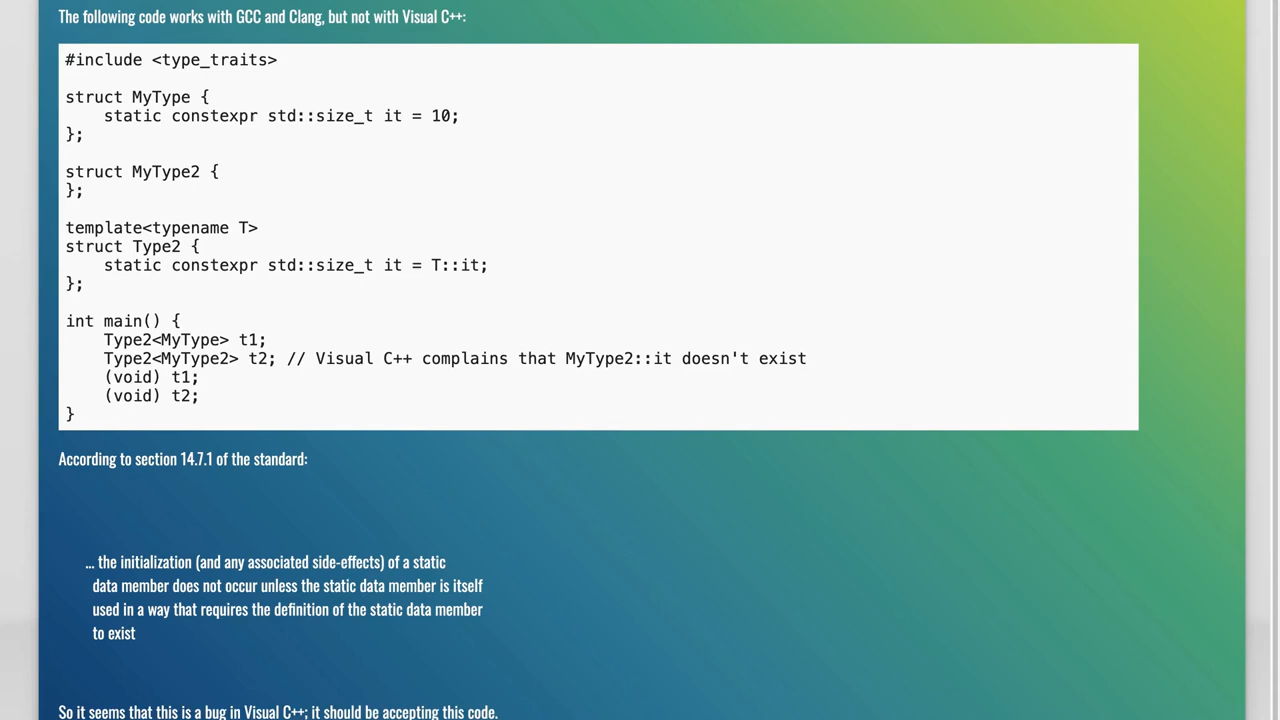 The following code works with GCC and Clang, but not with Visual C++:
#include <type_traits>
struct MyType {
    static constexpr std::size_t it = 10;
};
struct MyType2 {
};
template<typename T>
struct Type2 {
    static constexpr std::size_t it = T::it;
};
int main() {
    Type2<MyType> t1;
    Type2<MyType2> t2; // Visual C++ complains that MyType2::it doesn't exist
    (void) t1;
    (void) t2;
}
According to section 14.7.1 of the standard:
... the initialization (and any associated side-effects) of a static
data member does not occur unless the static data member is itself
used in a way that requires the definition of the static data member
to exist
So it seems that this is a bug in Visual C++; it should be accepting this code.